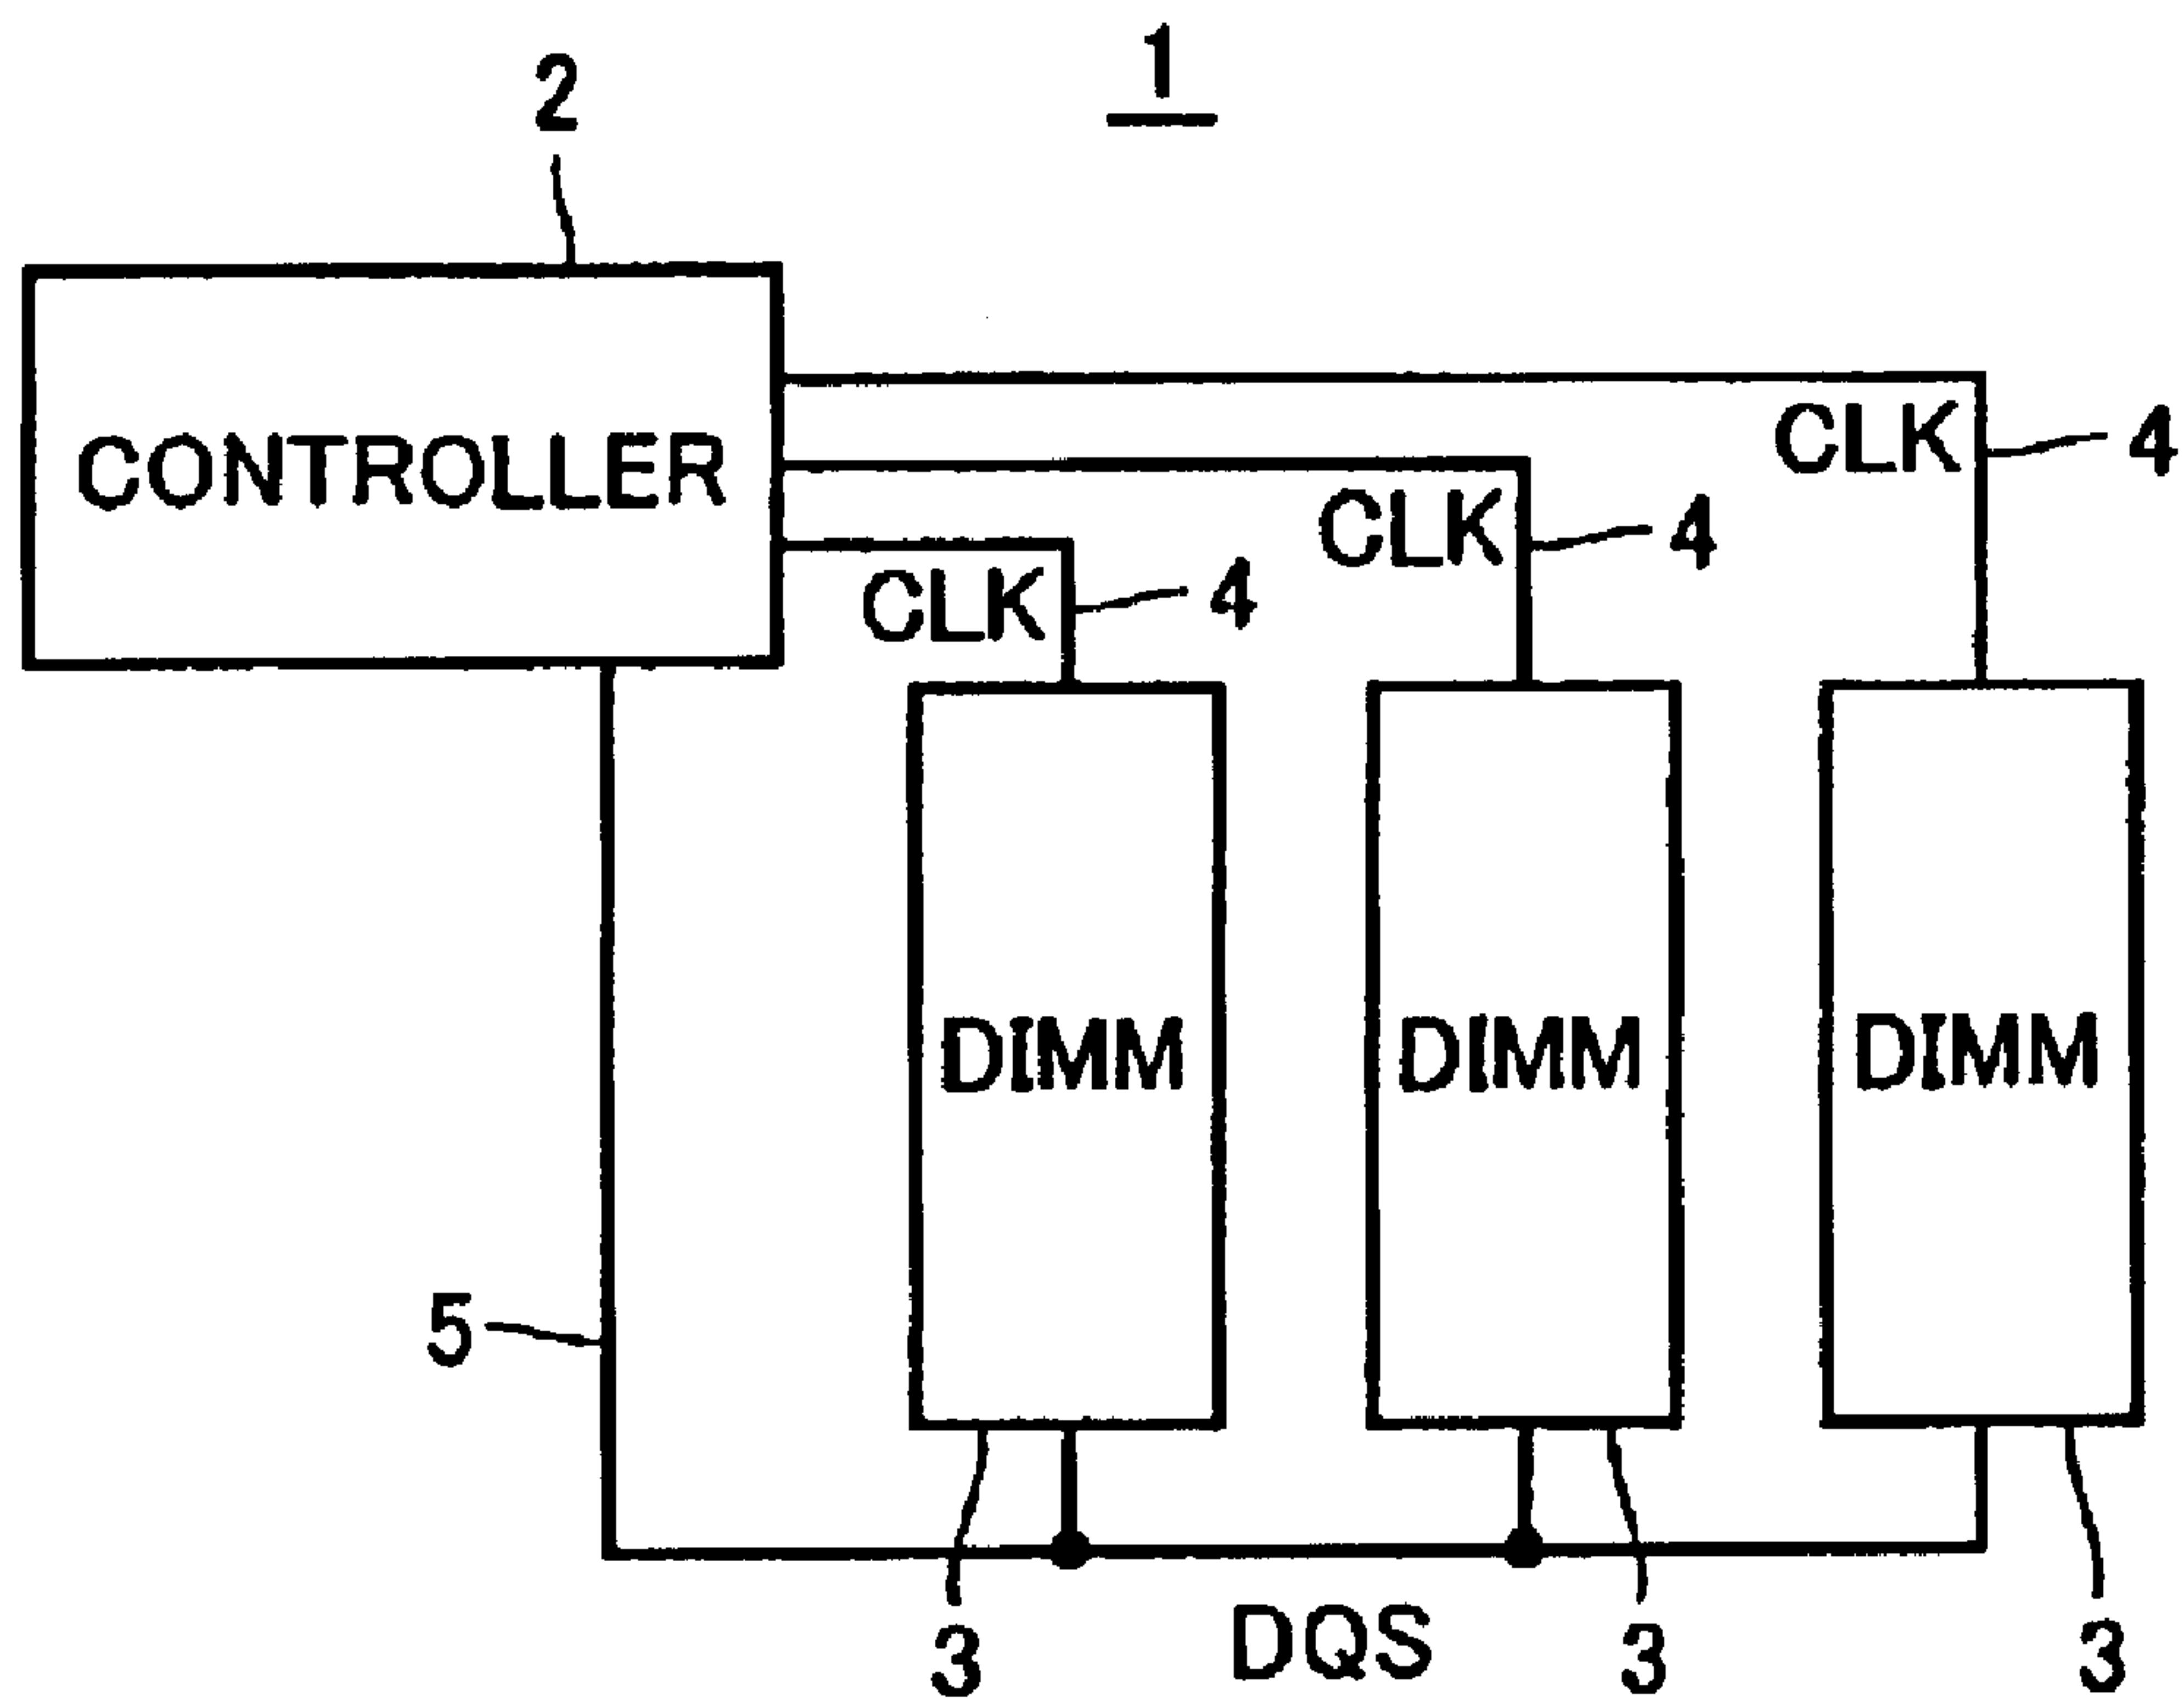 1
2
CONTROLLER
CLK 4
CLK 4
CLK 4
DIMM DIMM DIMM
5
3 DQS 3 3